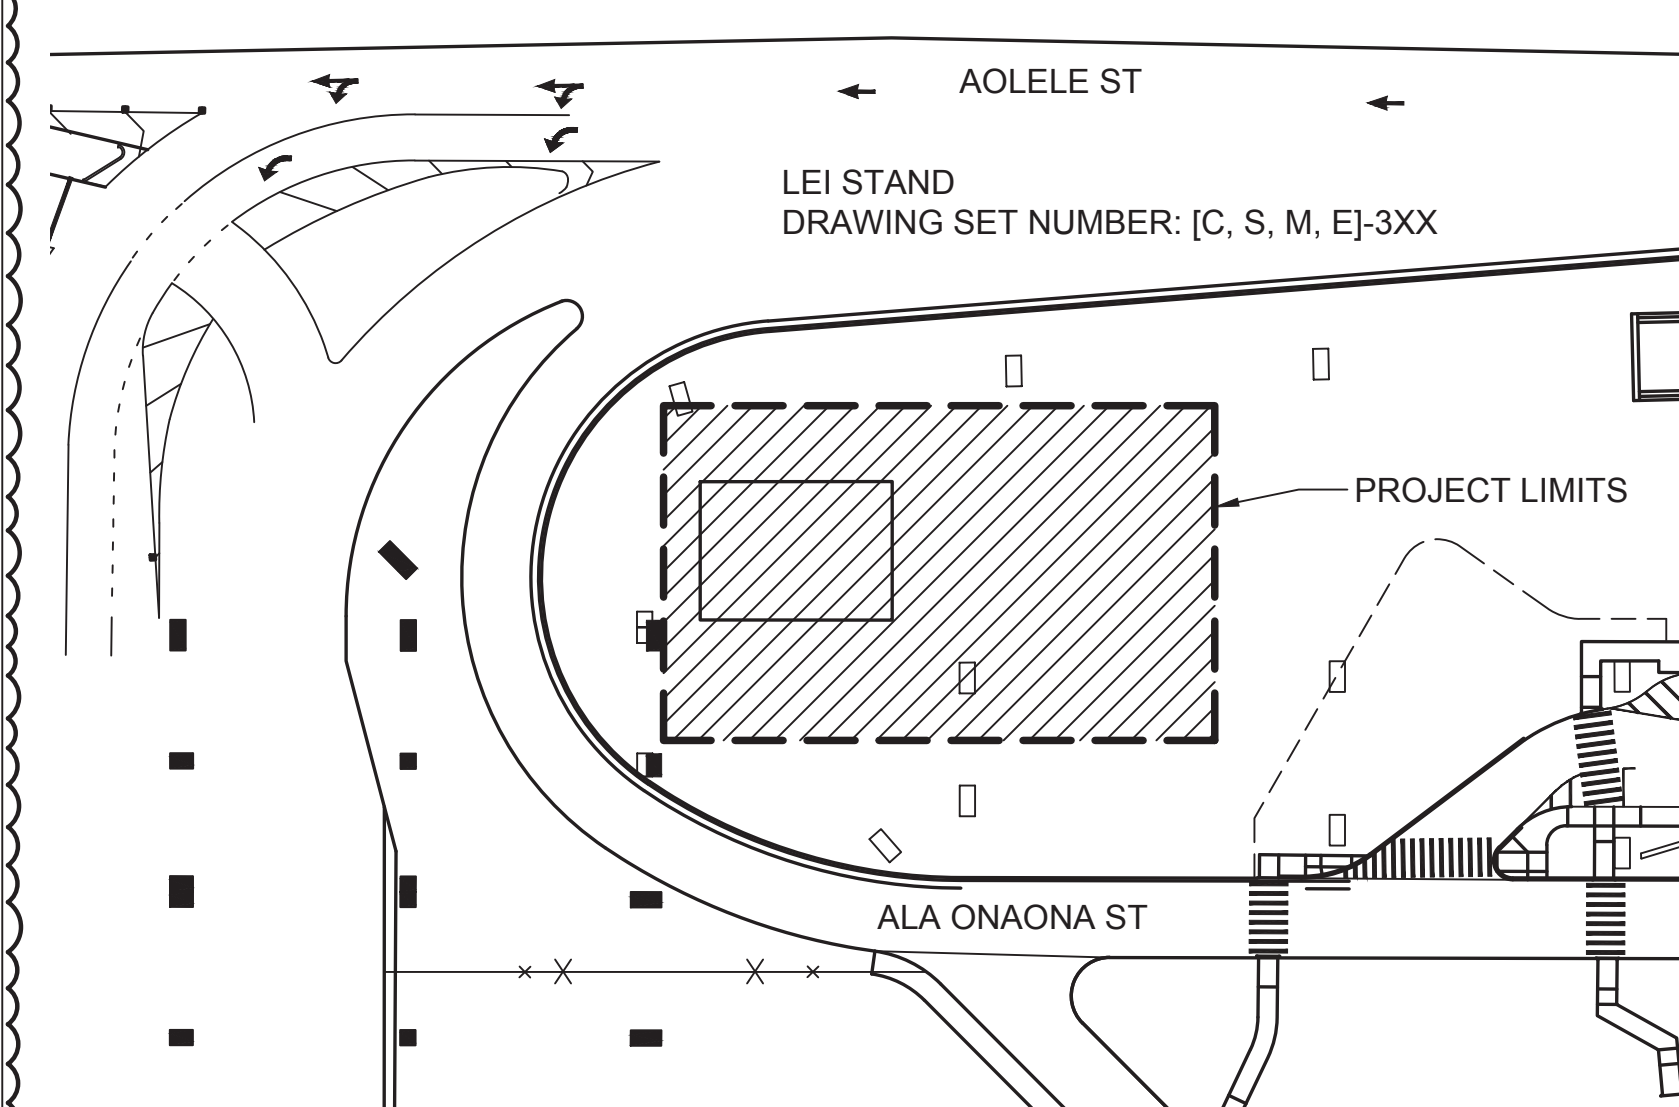 AOLELE ST
LEI STAND
DRAWING SET NUMBER: [C, S, M, E]-3XX
PROJECT LIMITS
ALA ONAONA ST